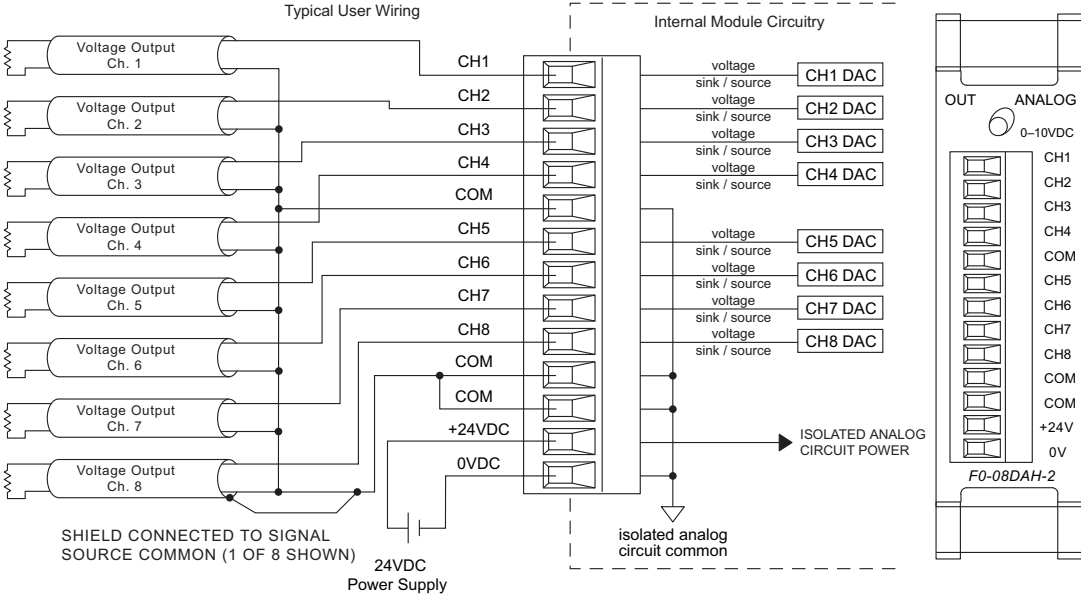 Typical User Wiring
Internal Module Circuitry
Voltage Output
Ch. 1
Voltage Output
Ch. 2
Voltage Output
Ch. 3
Voltage Output
Ch. 4
Voltage Output
Ch. 5
Voltage Output
Ch. 6
Voltage Output
Ch. 7
Voltage Output
Ch. 8
SHIELD CONNECTED TO SIGNAL
SOURCE COMMON (1 OF 8 SHOWN)
CH1
CH2
CH3
CH4
COM
CH5
CH6
CH7
CH8
COM
COM
+24VDC
0VDC
24VDC
Power Supply
voltage
sink / source
CH1 DAC
voltage
sink / source
CH2 DAC
voltage
sink / source
CH3 DAC
voltage
sink / source
CH4 DAC
voltage
sink / source
CH5 DAC
voltage
sink / source
CH6 DAC
voltage
sink / source
CH7 DAC
voltage
sink / source
CH8 DAC
ISOLATED ANALOG
CIRCUIT POWER
isolated analog
circuit common
OUT ANALOG
0–10VDC
CH1
CH2
CH3
CH4
COM
CH5
CH6
CH7
CH8
COM
COM
+24V
0V
F0-08DAH-2